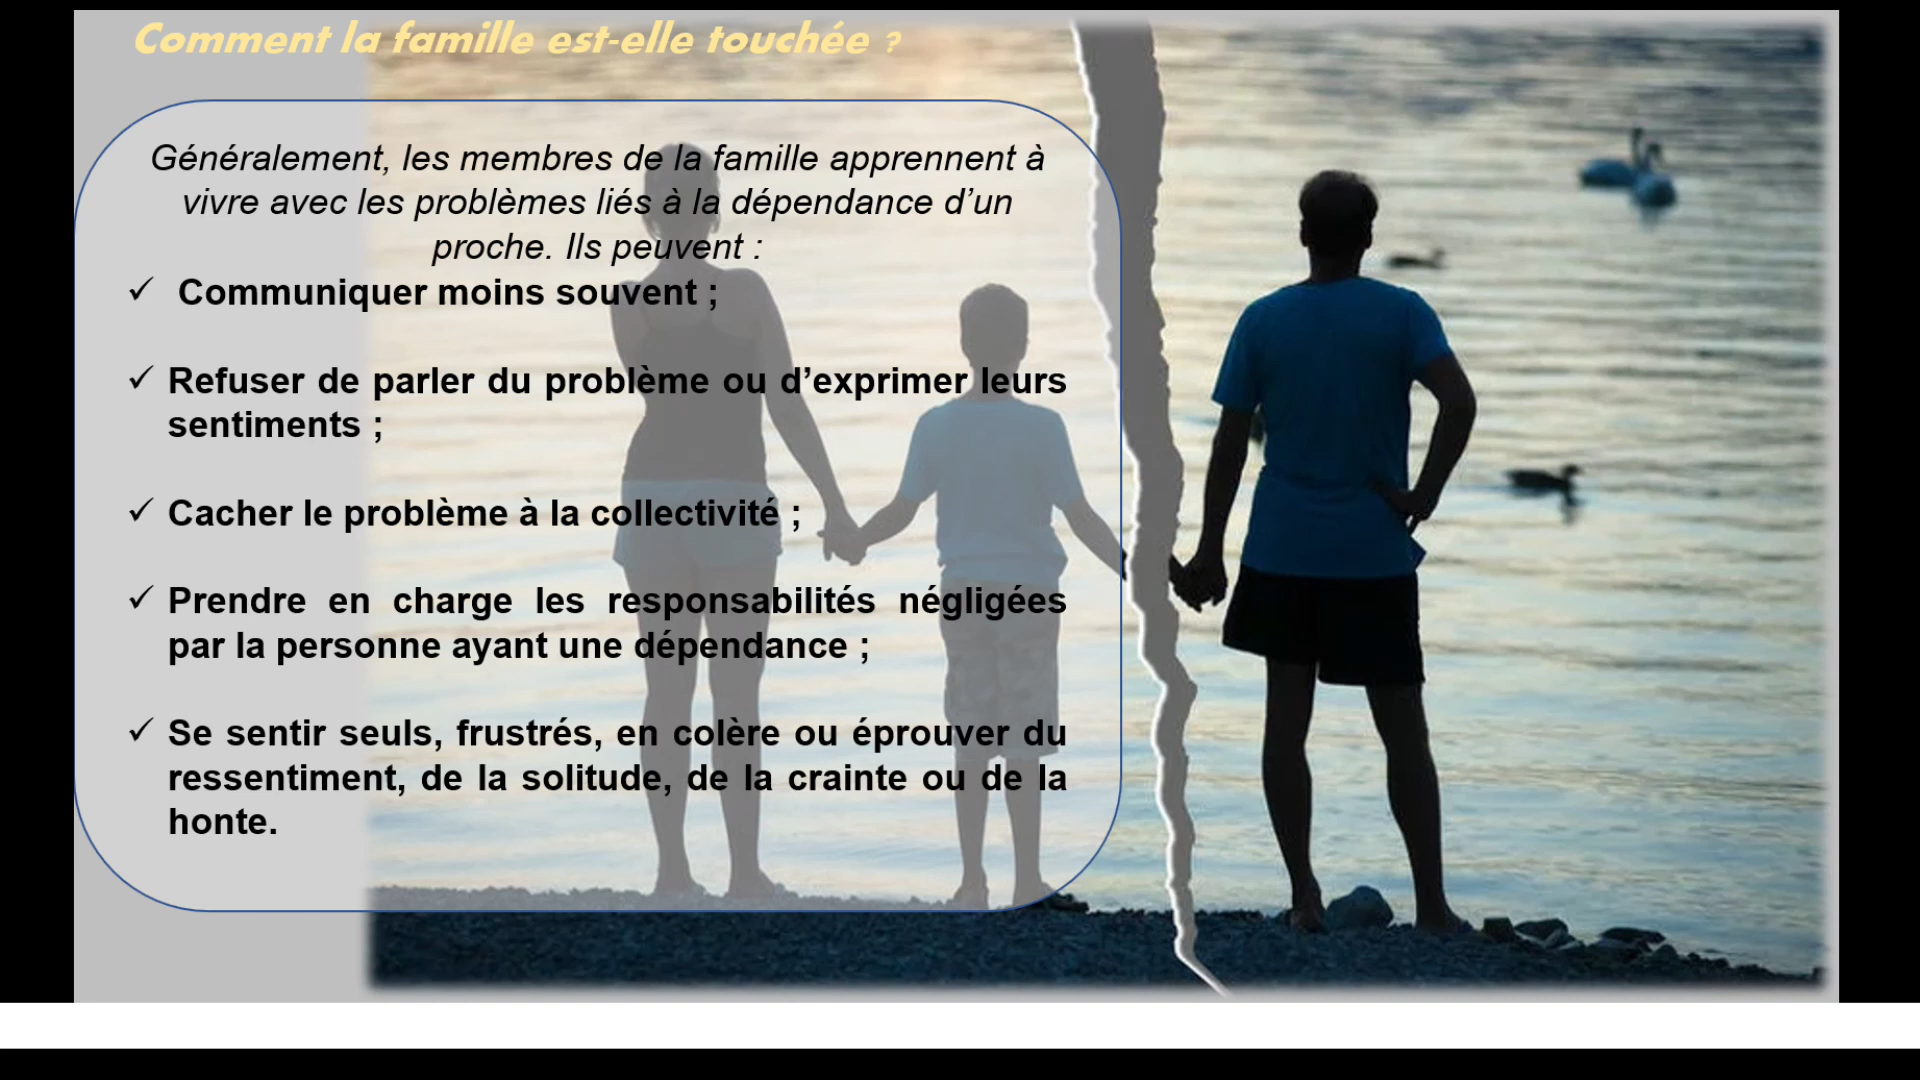 Comment la famille est-elle touchée ?
Généralement, les membres de la famille apprennent à
vivre avec les problèmes liés à la dépendance d’un
proche. Ils peuvent :
✓ Communiquer moins souvent ;
✓ Refuser de parler du problème ou d’exprimer leurs
sentiments ;
✓ Cacher le problème à la collectivité ;
✓ Prendre en charge les responsabilités négligées
par la personne ayant une dépendance ;
✓ Se sentir seuls, frustrés, en colère ou éprouver du
ressentiment, de la solitude, de la crainte ou de la
honte.